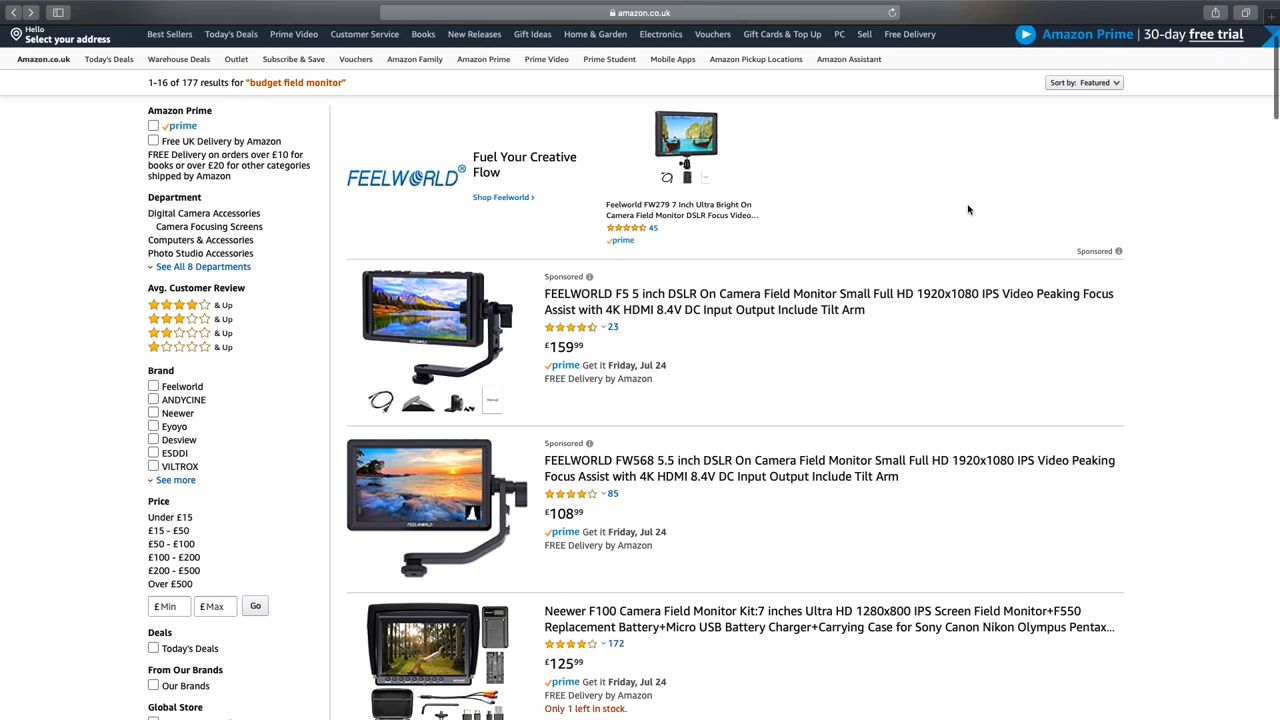 amazon.co.uk
Hello
Select your address
Best Sellers Today's Deals Prime Video Customer Service Books New Releases Gift Ideas Home & Garden Electronics Vouchers Gift Cards & Top Up PC Sell Free Delivery
Amazon Prime | 30-day free trial
Amazon.co.uk Today's Deals Warehouse Deals Outlet Subscribe & Save Vouchers Amazon Family Amazon Prime Prime Video Prime Student Mobile Apps Amazon Pickup Locations Amazon Assistant
1-16 of 177 results for "budget field monitor"
Sort by: Featured
Amazon Prime
prime
Free UK Delivery by Amazon
FREE Delivery on orders over £10 for
books or over £20 for other categories
shipped by Amazon
Department
Digital Camera Accessories
Camera Focusing Screens
Computers & Accessories
Photo Studio Accessories
See All 8 Departments
Avg. Customer Review
& Up
& Up
& Up
& Up
Brand
Feelworld
ANDYCINE
Neewer
Eyoyo
Desview
ESDDI
VILTROX
See more
Price
Under £15
£15 - £50
£50 - £100
£100 - £200
£200 - £500
Over £500
£ Min £ Max Go
Deals
Today's Deals
From Our Brands
Our Brands
Global Store
FEELWORLD®
Fuel Your Creative
Flow
Shop Feelworld ›
Feelworld FW279 7 Inch Ultra Bright On
Camera Field Monitor DSLR Focus Video...
45
prime
Sponsored
Sponsored
FEELWORLD F5 5 inch DSLR On Camera Field Monitor Small Full HD 1920x1080 IPS Video Peaking Focus
Assist with 4K HDMI 8.4V DC Input Output Include Tilt Arm
23
£15999
prime Get it Friday, Jul 24
FREE Delivery by Amazon
FEELWORLD
Manual
Sponsored
FEELWORLD FW568 5.5 inch DSLR On Camera Field Monitor Small Full HD 1920x1080 IPS Video Peaking
Focus Assist with 4K HDMI 8.4V DC Input Output Include Tilt Arm
85
£10899
prime Get it Friday, Jul 24
FREE Delivery by Amazon
FEELWORLD
Neewer F100 Camera Field Monitor Kit:7 inches Ultra HD 1280x800 IPS Screen Field Monitor+F550
Replacement Battery+Micro USB Battery Charger+Carrying Case for Sony Canon Nikon Olympus Pentax...
172
£12599
prime Get it Friday, Jul 24
FREE Delivery by Amazon
Only 1 left in stock.